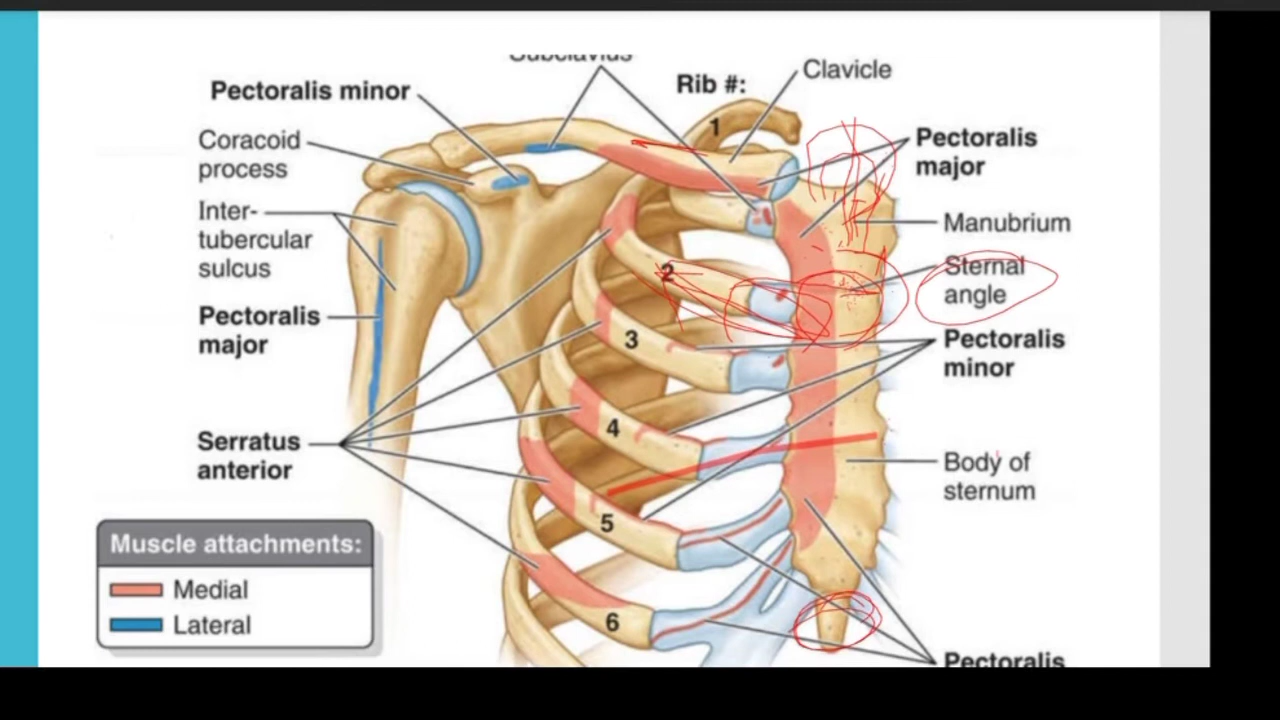 Subclavius
Rib #:
Clavicle
Pectoralis minor
Coracoid
process
Inter-
tubercular
sulcus
Pectoralis
major
Serratus
anterior
1
2
3
4
5
6
Pectoralis
major
Manubrium
Sternal
angle
Pectoralis
minor
Body of
sternum
Pectoralis
Muscle attachments:
Medial
Lateral